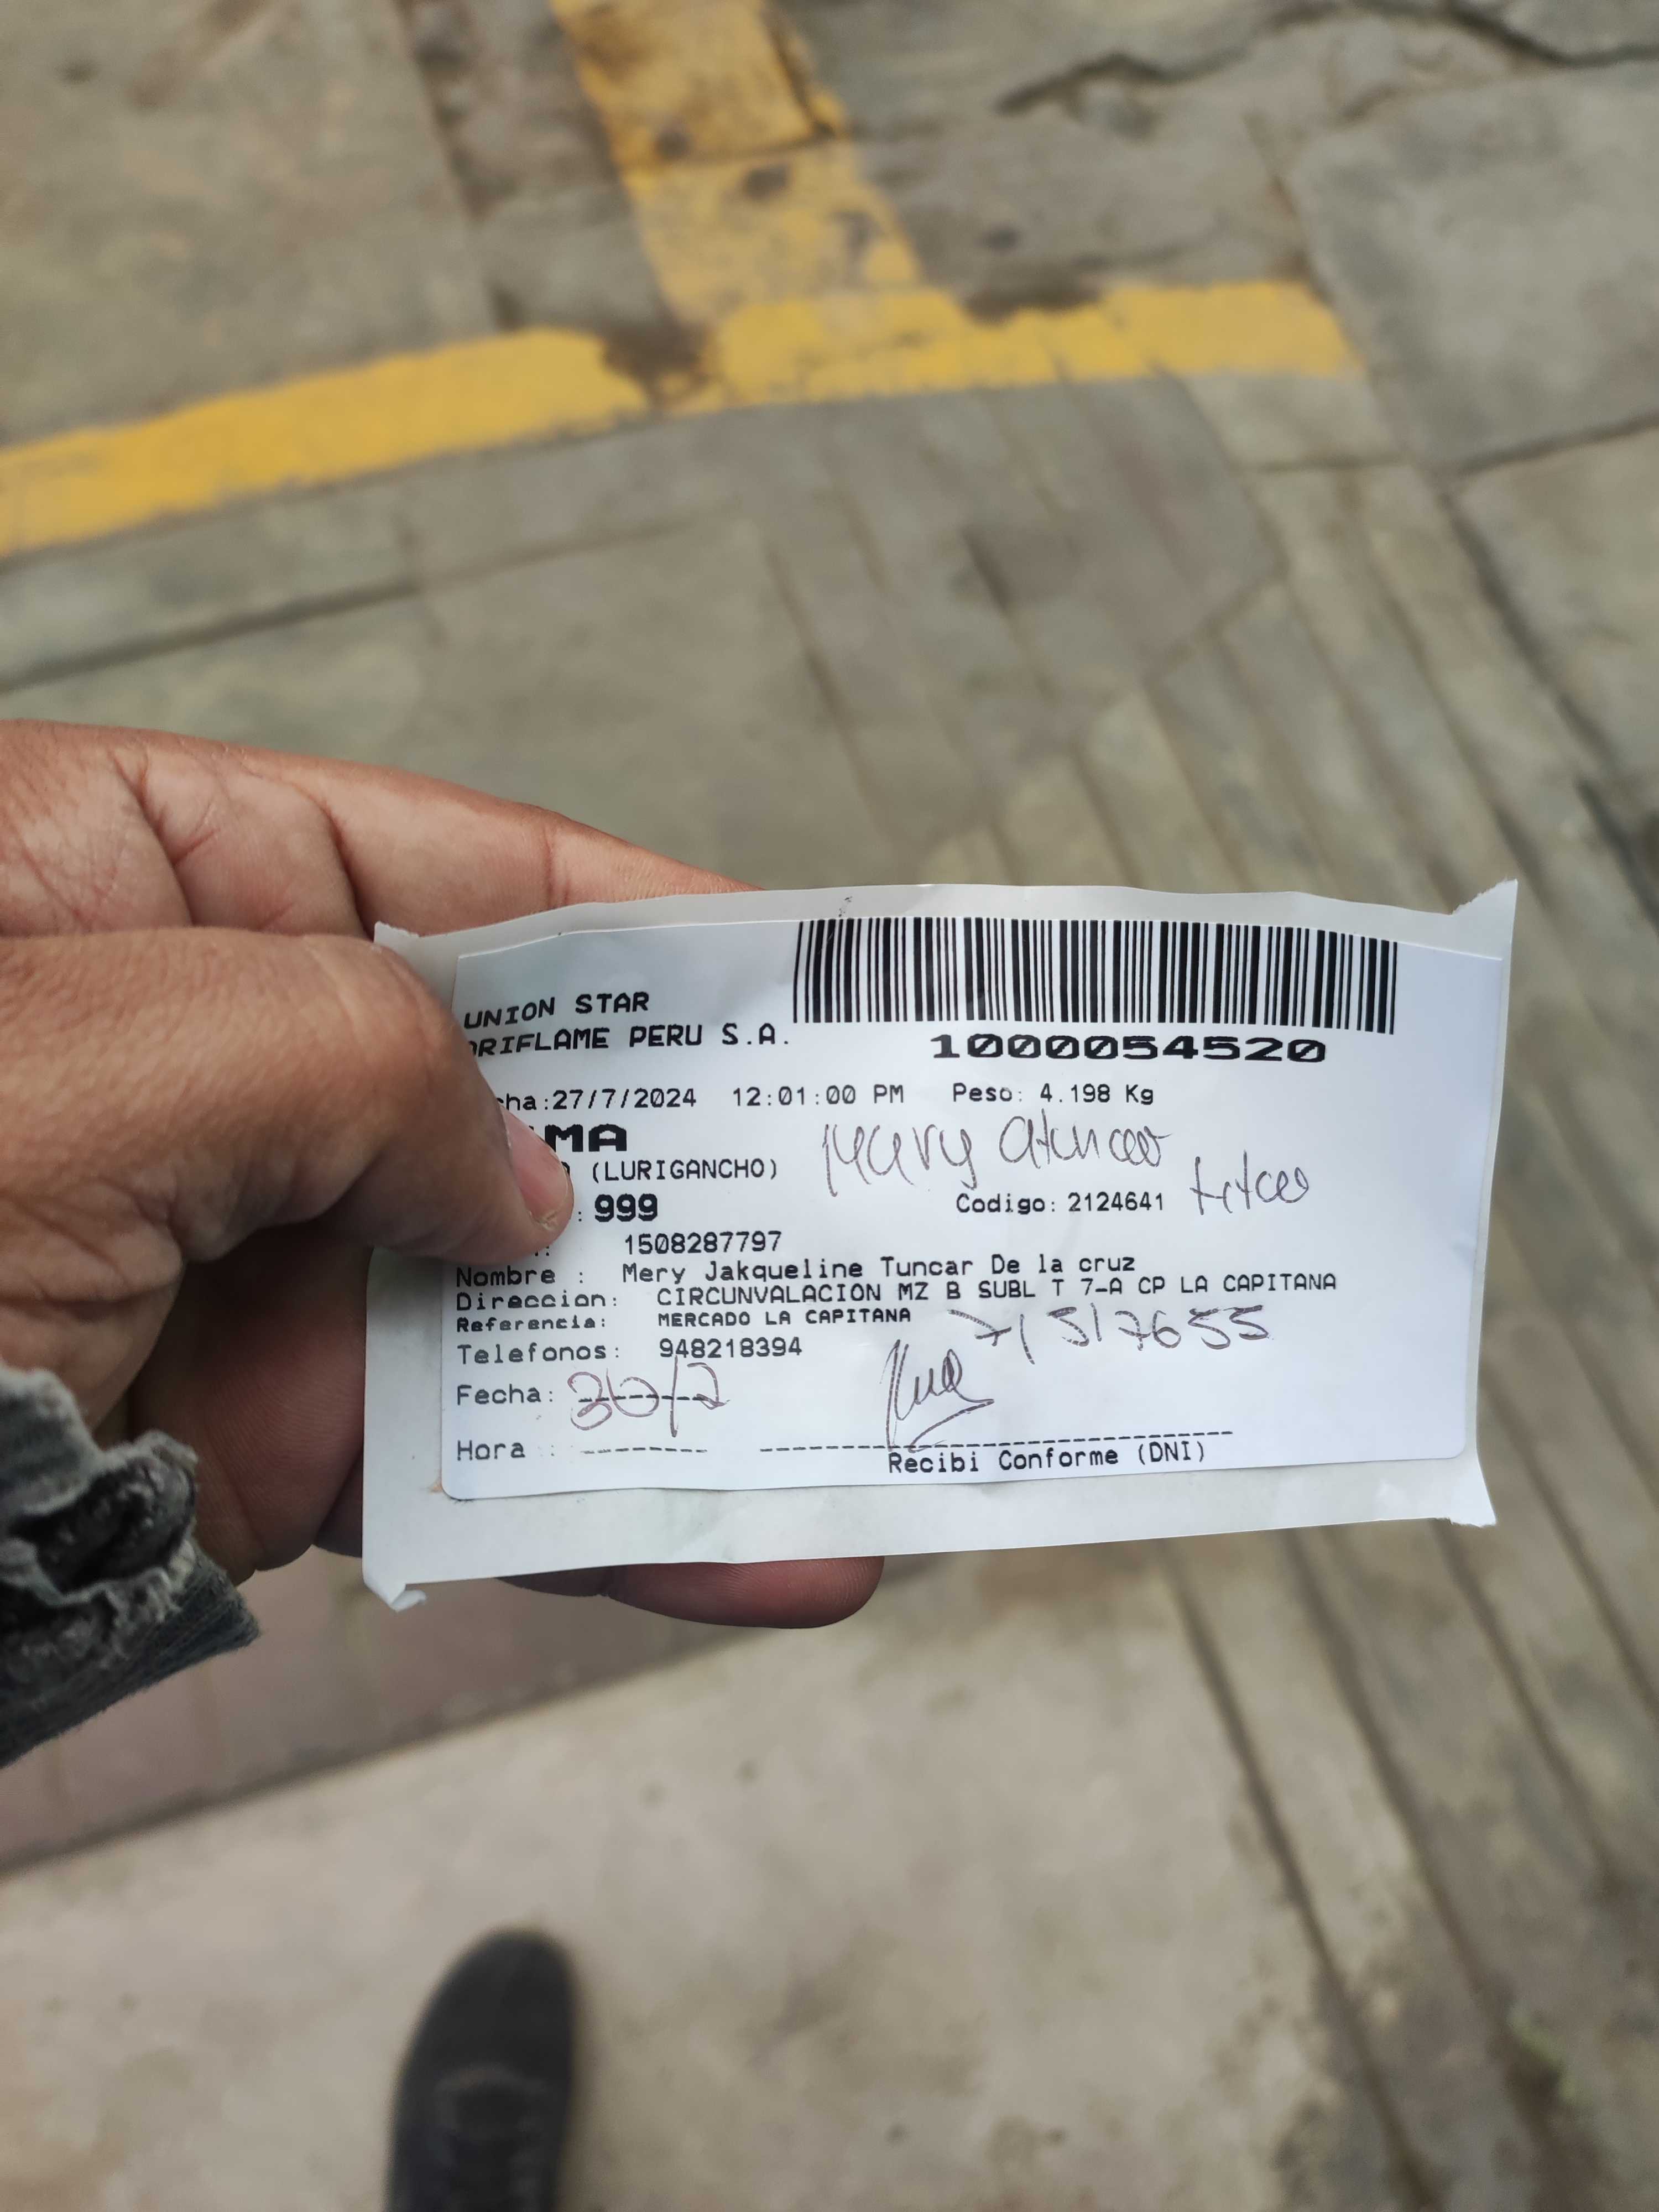 UNION STAR
ORIFLAME PERU S.A.
1000054520
cha:27/7/2024 12:01:00 PM Peso: 4.198 Kg
MA
(LURIGANCHO)
: 999 Codigo: 2124641
1508287797
Nombre : Mery Jakqueline Tuncar De la cruz
Direccion: CIRCUNVALACION MZ B SUBL T 7-A CP LA CAPITANA
Referencia: MERCADO LA CAPITANA
71517655
Telefonos: 948218394
Fecha: 30/7
Hora :
Recibi Conforme (DNI)